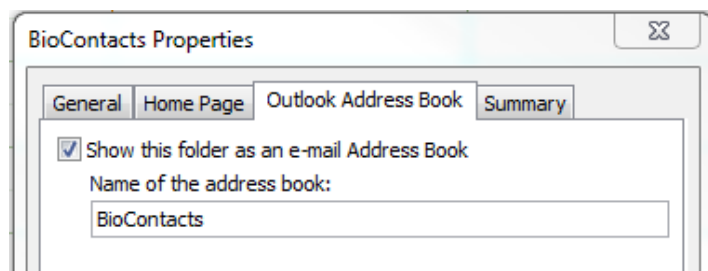 BioContacts Properties
General Home Page Outlook Address Book Summary
Show this folder as an e-mail Address Book
Name of the address book:
BioContacts